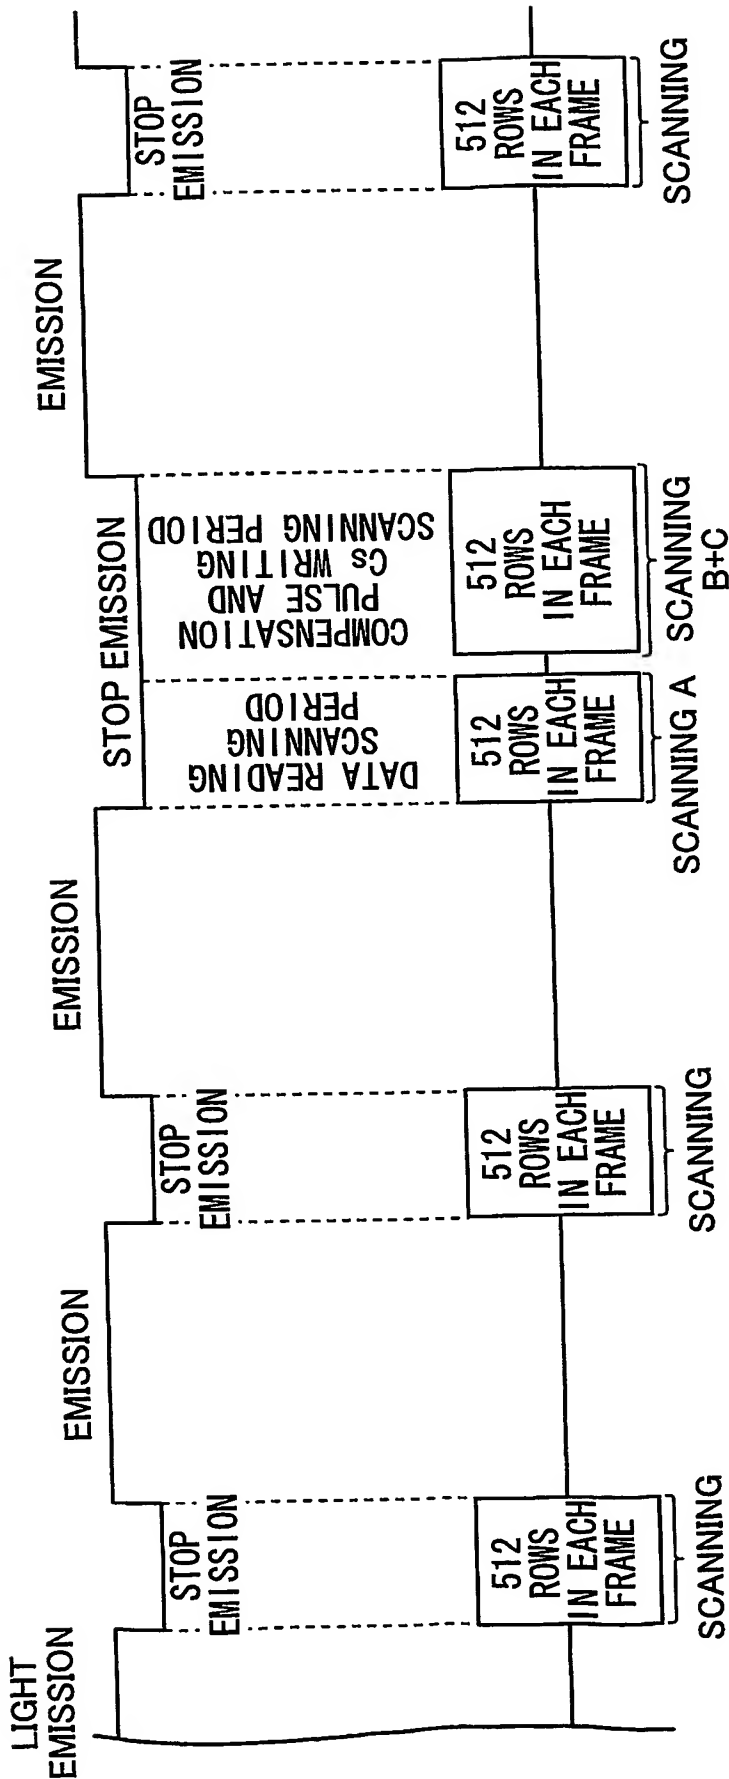 LIGHT
EMISSION
STOP
EMISSION
512
ROWS
IN EACH
FRAME
SCANNING
EMISSION
STOP
EMISSION
512
ROWS
IN EACH
FRAME
SCANNING
EMISSION
STOP EMISSION
DATA READING
SCANNING
PERIOD
512
ROWS
IN EACH
FRAME
SCANNING A
COMPENSATION
PULSE AND
Cs WRITING
SCANNING PERIOD
512
ROWS
IN EACH
FRAME
SCANNING
B+C
EMISSION
STOP
EMISSION
512
ROWS
IN EACH
FRAME
SCANNING